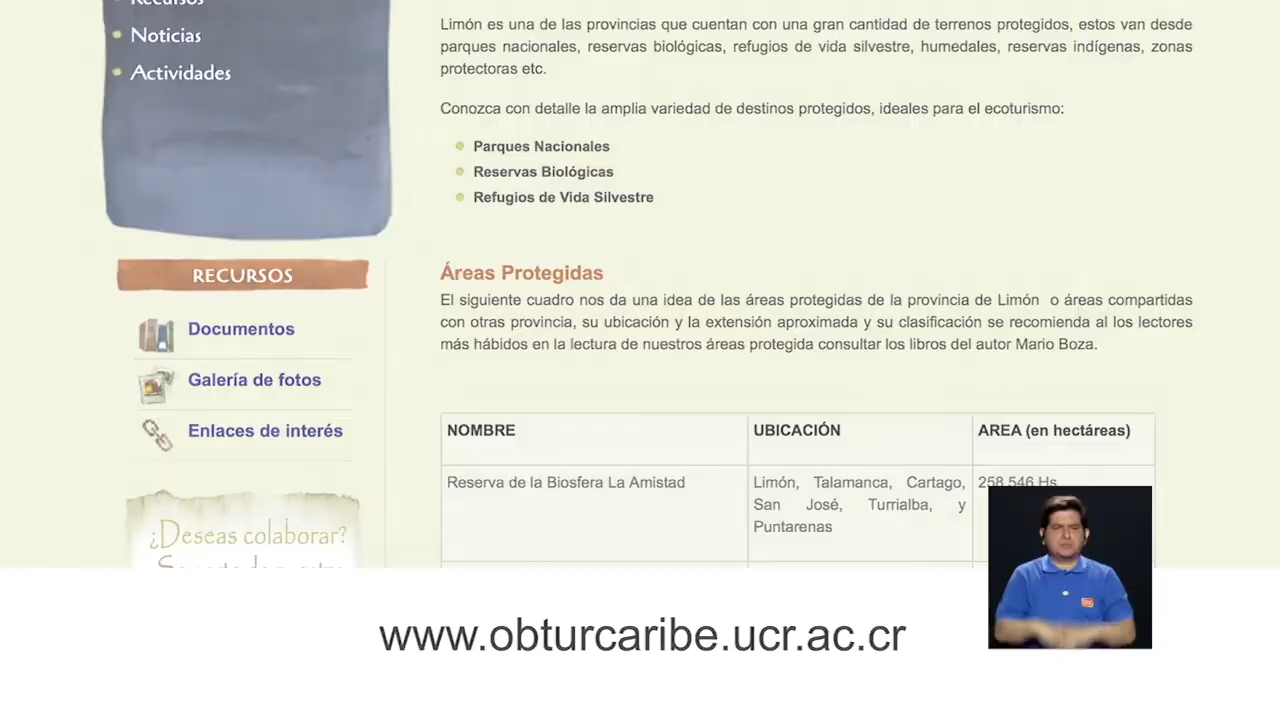 Recursos
Noticias
Actividades
RECURSOS
Documentos
Galería de fotos
Enlaces de interés
¿Deseas colaborar?
Limón es una de las provincias que cuentan con una gran cantidad de terrenos protegidos, estos van desde
parques nacionales, reservas biológicas, refugios de vida silvestre, humedales, reservas indígenas, zonas
protectoras etc.
Conozca con detalle la amplia variedad de destinos protegidos, ideales para el ecoturismo:
Parques Nacionales
Reservas Biológicas
Refugios de Vida Silvestre
Áreas Protegidas
El siguiente cuadro nos da una idea de las áreas protegidas de la provincia de Limón o áreas compartidas
con otras provincia, su ubicación y la extensión aproximada y su clasificación se recomienda al los lectores
más hábidos en la lectura de nuestros áreas protegida consultar los libros del autor Mario Boza.
NOMBRE
UBICACIÓN
AREA (en hectáreas)
Reserva de la Biosfera La Amistad
Limón, Talamanca, Cartago,
San José, Turrialba, y
Puntarenas
258 546 Hs
www.obturcaribe.ucr.ac.cr